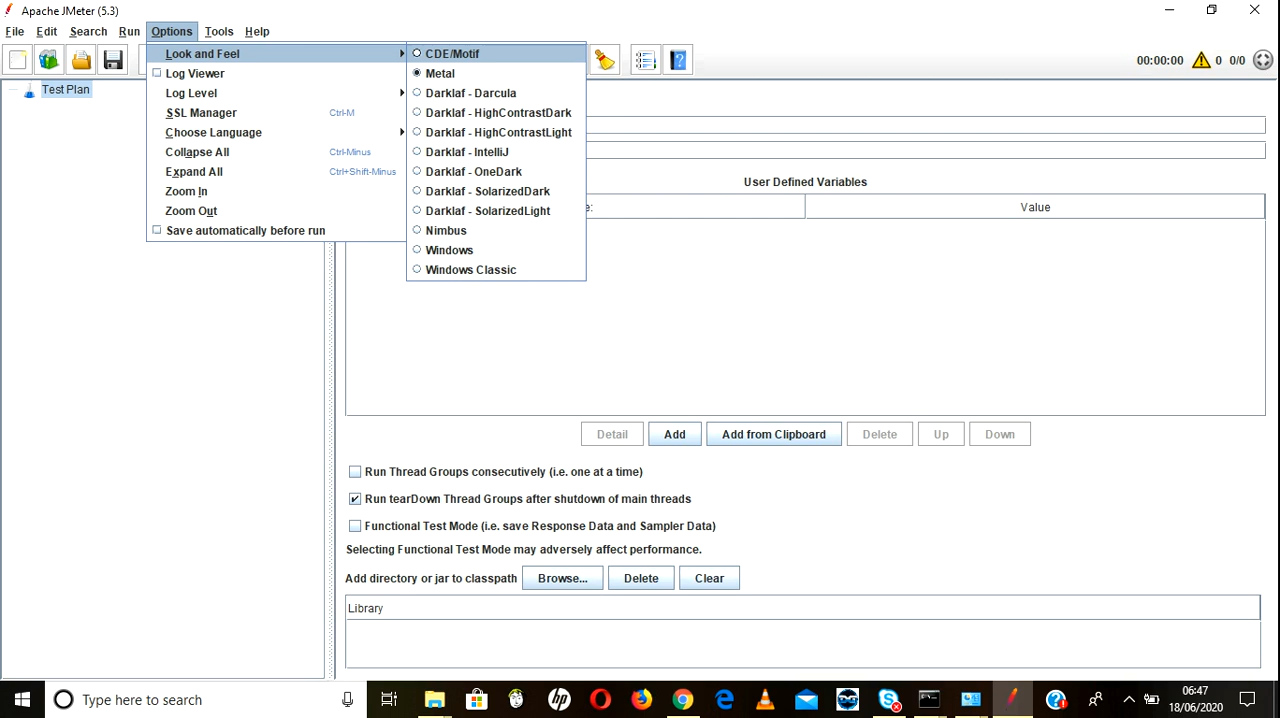 Apache JMeter (5.3)
File Edit Search Run Options Tools Help
00:00:00 0 0/0
Look and Feel
Log Viewer
Log Level
SSL Manager Ctrl-M
Choose Language
Collapse All Ctrl-Minus
Expand All Ctrl+Shift-Minus
Zoom In
Zoom Out
Save automatically before run
CDE/Motif
Metal
Darklaf - Darcula
Darklaf - HighContrastDark
Darklaf - HighContrastLight
Darklaf - IntelliJ
Darklaf - OneDark
Darklaf - SolarizedDark
Darklaf - SolarizedLight
Nimbus
Windows
Windows Classic
Test Plan
User Defined Variables
e: Value
Detail Add Add from Clipboard Delete Up Down
Run Thread Groups consecutively (i.e. one at a time)
Run tearDown Thread Groups after shutdown of main threads
Functional Test Mode (i.e. save Response Data and Sampler Data)
Selecting Functional Test Mode may adversely affect performance.
Add directory or jar to classpath Browse... Delete Clear
Library
Type here to search
06:47
18/06/2020